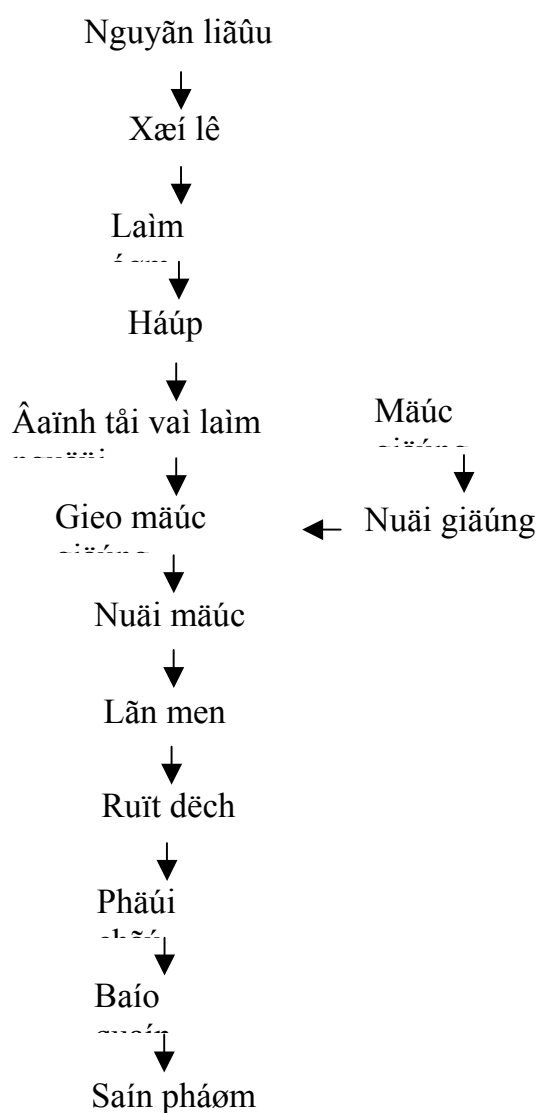 Nguyãn liãûu
Xæí lê
Laìm
Háúp
Âaïnh tåi vaì laìm
Mäúc
Gieo mäúc
Nuäi giäúng
Nuäi mäúc
Lãn men
Ruït dëch
Phäúi
Baío
Saín pháøm